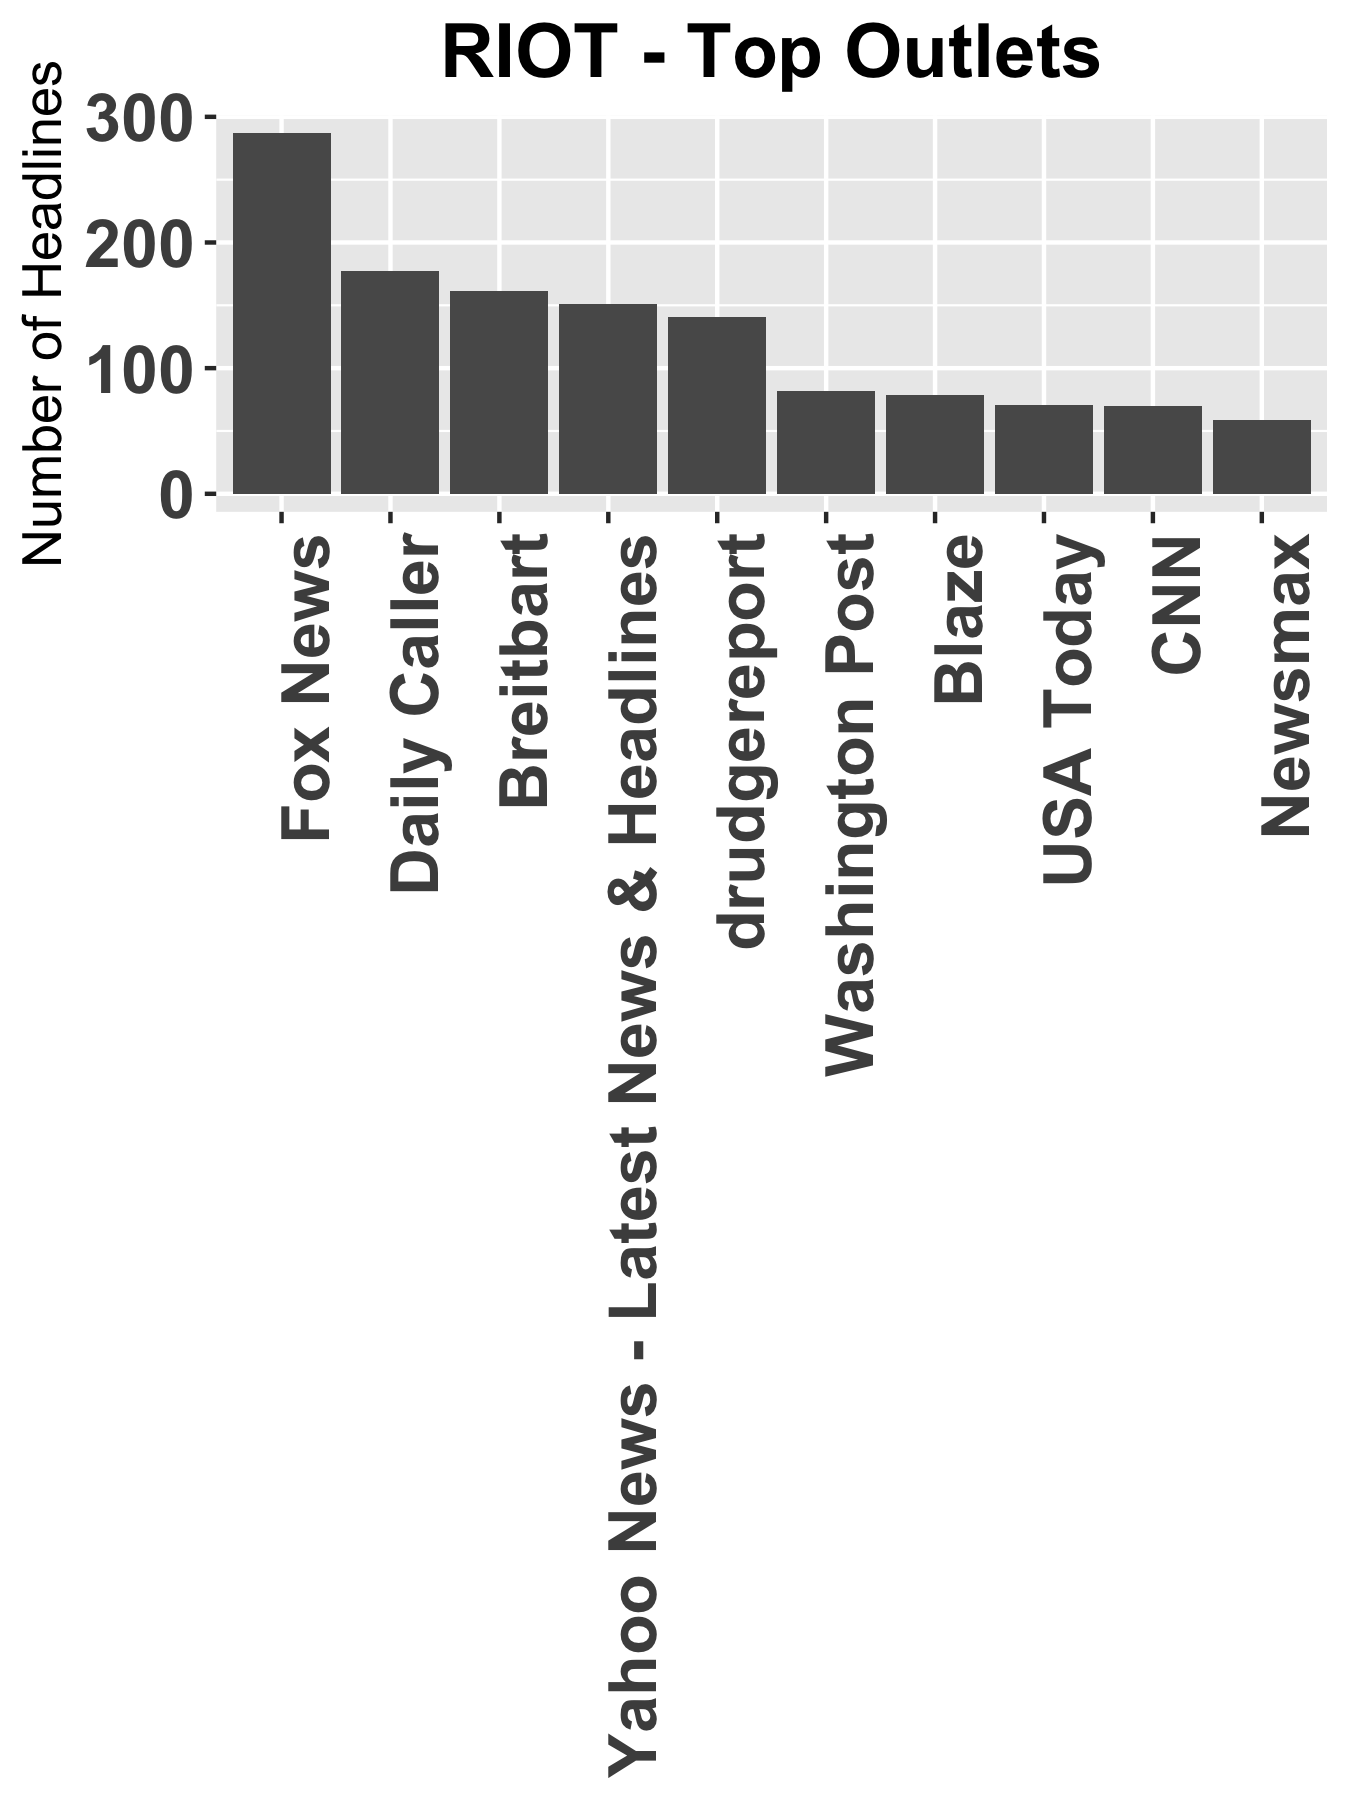 RIOT - Top Outlets
Number of Headlines
300
200
100
0
Fox News
Daily Caller
Breitbart
Yahoo News - Latest News & Headlines
drudgereport
Washington Post
Blaze
USA Today
CNN
Newsmax